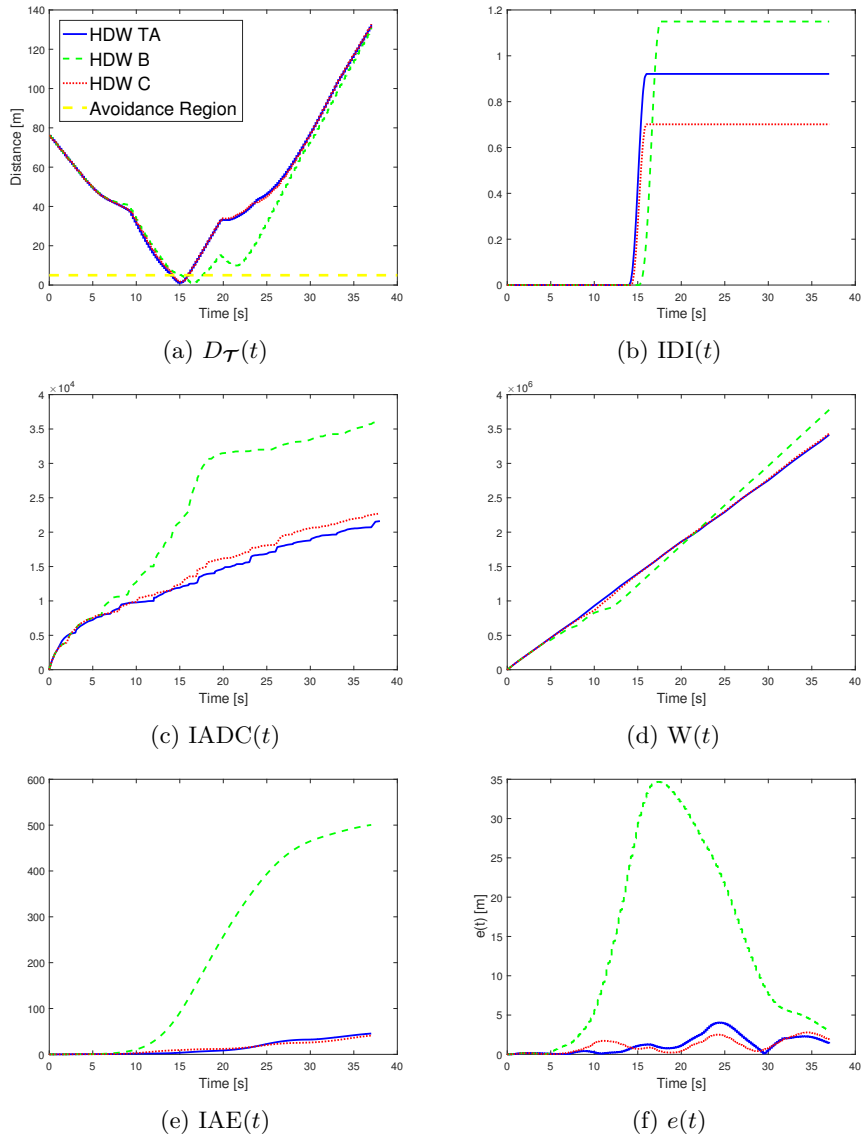 140
120
100
80
60
40
20
0
Distance [m]
HDW TA
HDW B
HDW C
Avoidance Region
0 5 10 15 20 25 30 35 40
Time [s]
(a) D𝓣(t)
1.2
1
0.8
0.6
0.4
0.2
0
0 5 10 15 20 25 30 35 40
Time [s]
(b) IDI(t)
×10⁴
4
3.5
3
2.5
2
1.5
1
0.5
0
0 5 10 15 20 25 30 35 40
Time [s]
(c) IADC(t)
×10⁶
4
3.5
3
2.5
2
1.5
1
0.5
0
0 5 10 15 20 25 30 35 40
Time [s]
(d) W(t)
600
500
400
300
200
100
0
0 5 10 15 20 25 30 35 40
Time [s]
(e) IAE(t)
35
30
25
20
15
10
5
0
e(t) [m]
0 5 10 15 20 25 30 35 40
Time [s]
(f) e(t)